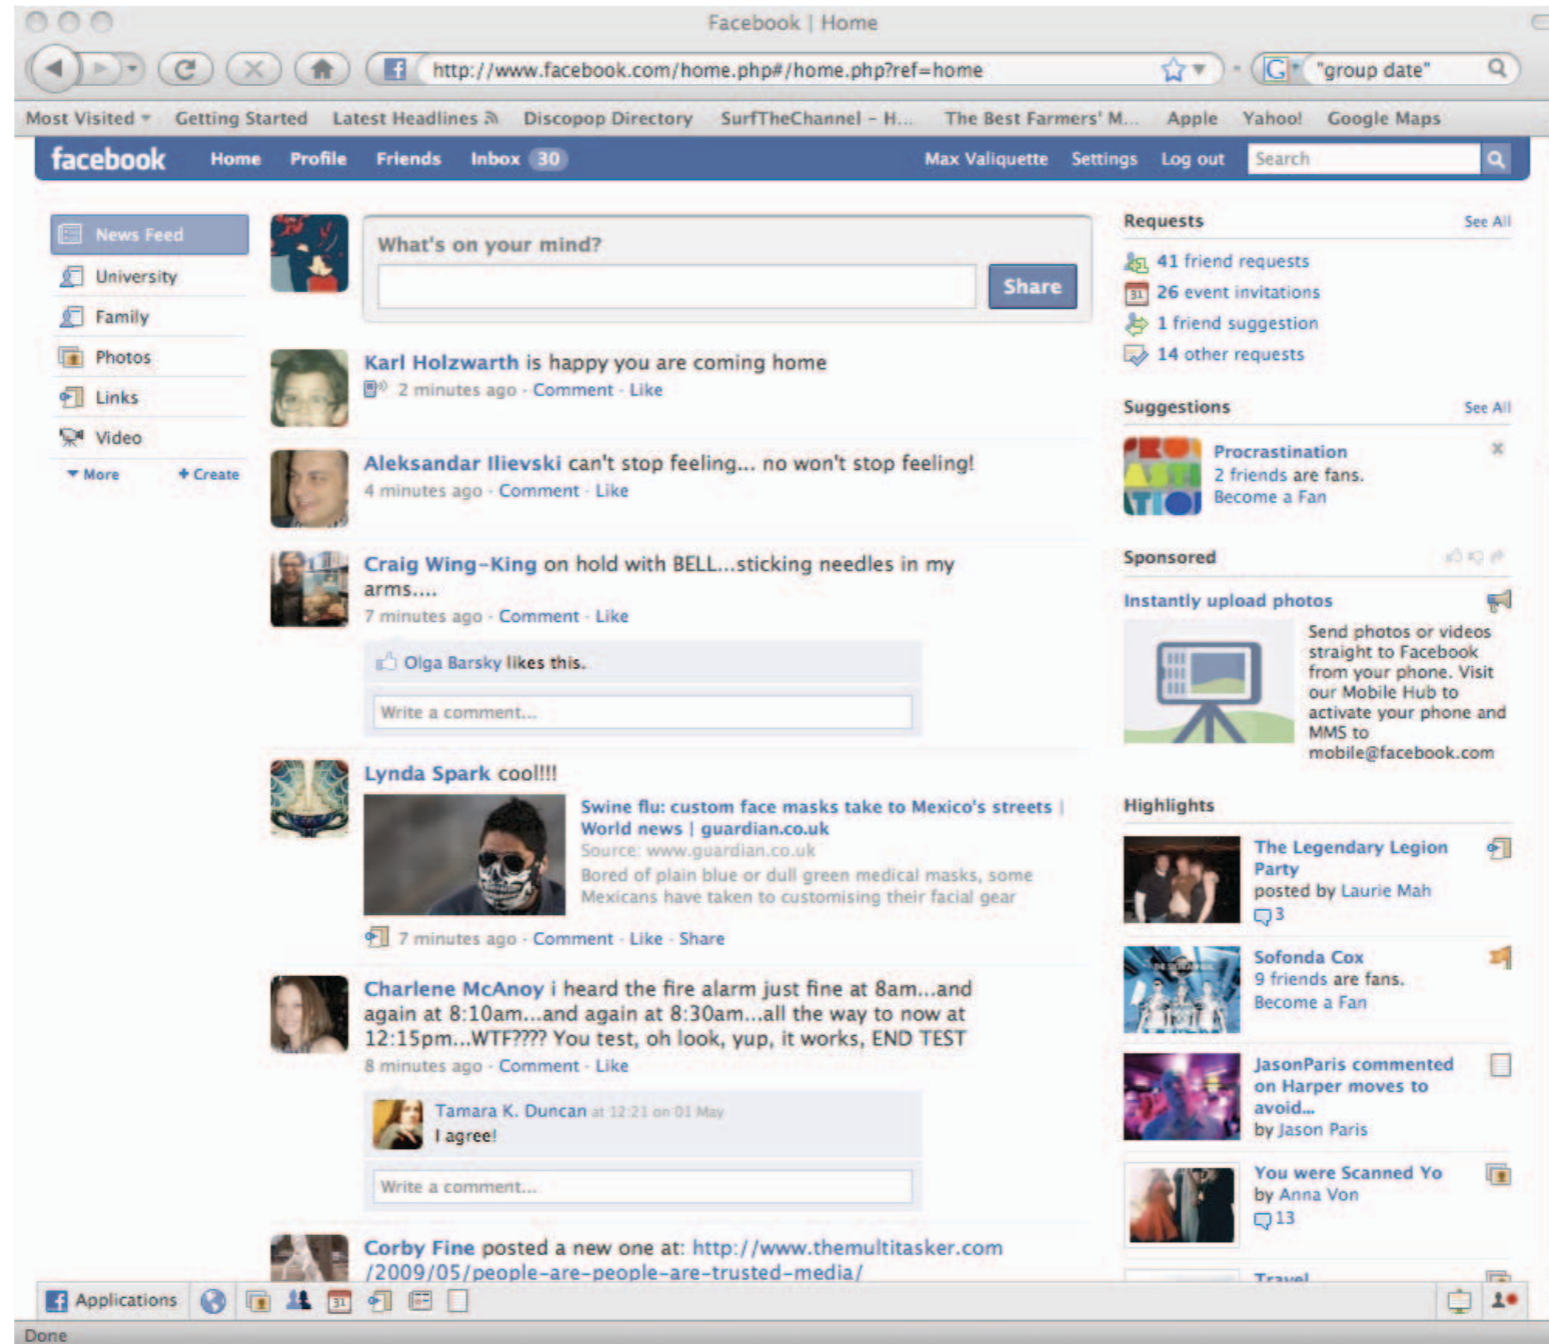 Facebook | Home
http://www.facebook.com/home.php#/home.php?ref=home
"group date"
Most Visited Getting Started Latest Headlines Discopop Directory SurfTheChannel - H... The Best Farmers' M... Apple Yahoo! Google Maps
facebook Home Profile Friends Inbox 30 Max Valiquette Settings Log out Search
News Feed
University
Family
Photos
Links
Video
More + Create
What's on your mind?
Share
Karl Holzwarth is happy you are coming home
2 minutes ago · Comment · Like
Aleksandar Ilievski can't stop feeling... no won't stop feeling!
4 minutes ago · Comment · Like
Craig Wing-King on hold with BELL...sticking needles in my
arms....
7 minutes ago · Comment · Like
Olga Barsky likes this.
Write a comment...
Lynda Spark cool!!!
Swine flu: custom face masks take to Mexico's streets |
World news | guardian.co.uk
Source: www.guardian.co.uk
Bored of plain blue or dull green medical masks, some
Mexicans have taken to customising their facial gear
7 minutes ago · Comment · Like · Share
Charlene McAnoy i heard the fire alarm just fine at 8am...and
again at 8:10am...and again at 8:30am...all the way to now at
12:15pm...WTF???? You test, oh look, yup, it works, END TEST
8 minutes ago · Comment · Like
Tamara K. Duncan at 12:21 on 01 May
I agree!
Write a comment...
Corby Fine posted a new one at: http://www.themultitasker.com
/2009/05/people-are-people-are-trusted-media/
Requests See All
41 friend requests
31 26 event invitations
1 friend suggestion
14 other requests
Suggestions See All
Procrastination
2 friends are fans.
Become a Fan
Sponsored
Instantly upload photos
Send photos or videos
straight to Facebook
from your phone. Visit
our Mobile Hub to
activate your phone and
MMS to
mobile@facebook.com
Highlights
The Legendary Legion
Party
posted by Laurie Mah
3
Sofonda Cox
9 friends are fans.
Become a Fan
JasonParis commented
on Harper moves to
avoid...
by Jason Paris
You were Scanned Yo
by Anna Von
13
Travel
Applications 31
Done